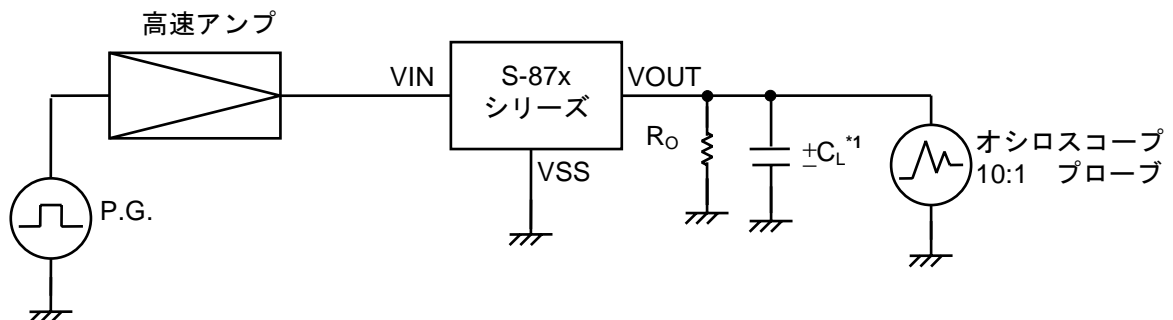 高速アンプ
VIN
S-87x
シリーズ
VOUT
VSS
P.G.
RO
+CL*1
オシロスコープ
10:1 プローブ